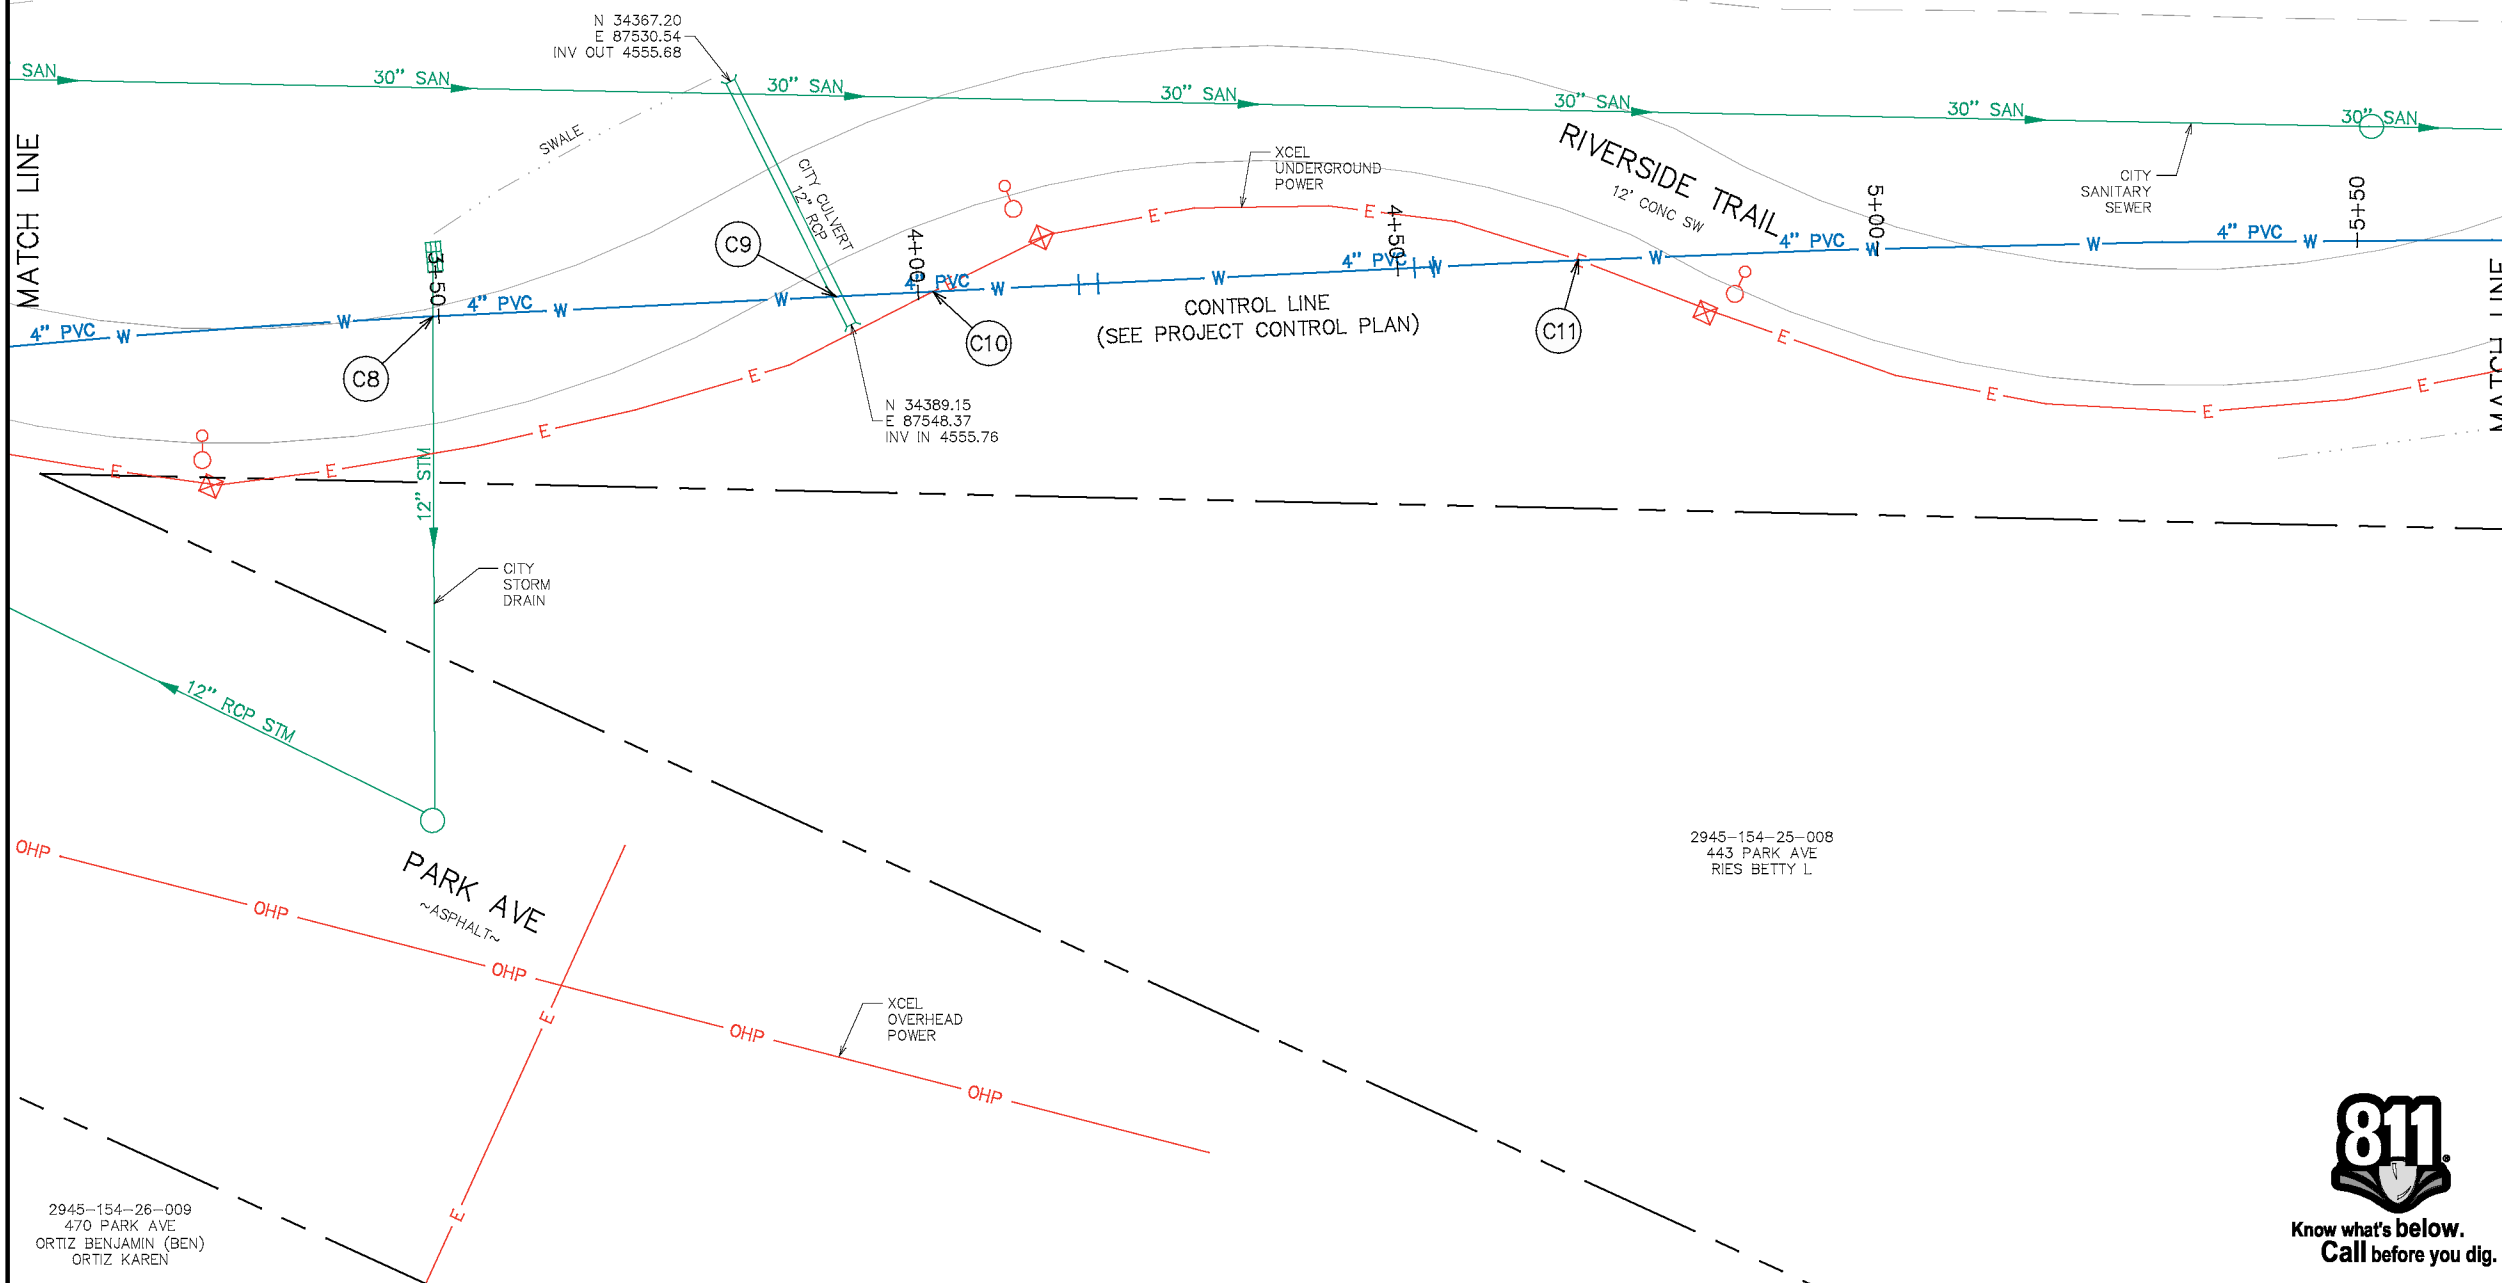 N 34367.20
E 87530.54
INV OUT 4555.68
SAN
30" SAN
30" SAN
30" SAN
30" SAN
30" SAN
30" SAN
MATCH LINE
SWALE
CITY CULVERT
12" RCP
XCEL
UNDERGROUND
POWER
RIVERSIDE TRAIL
12' CONC SW
CITY
SANITARY
SEWER
3+50
4+00
4+50
5+00
5+50
C9
C8
C10
C11
4" PVC
W
W
4" PVC
W
W
4" PVC
W
W
4" PVC
W
W
4" PVC
W
W
4" PVC
W
E
E
E
E
E
E
E
E
E
E
E
E
CONTROL LINE
(SEE PROJECT CONTROL PLAN)
MATCH LINE
N 34389.15
E 87548.37
INV IN 4555.76
12" STM
CITY
STORM
DRAIN
12" RCP STM
OHP
OHP
OHP
OHP
OHP
PARK AVE
~ASPHALT~
E
E
XCEL
OVERHEAD
POWER
2945-154-25-008
443 PARK AVE
RIES BETTY L
2945-154-26-009
470 PARK AVE
ORTIZ BENJAMIN (BEN)
ORTIZ KAREN
811®
Know what's below.
Call before you dig.